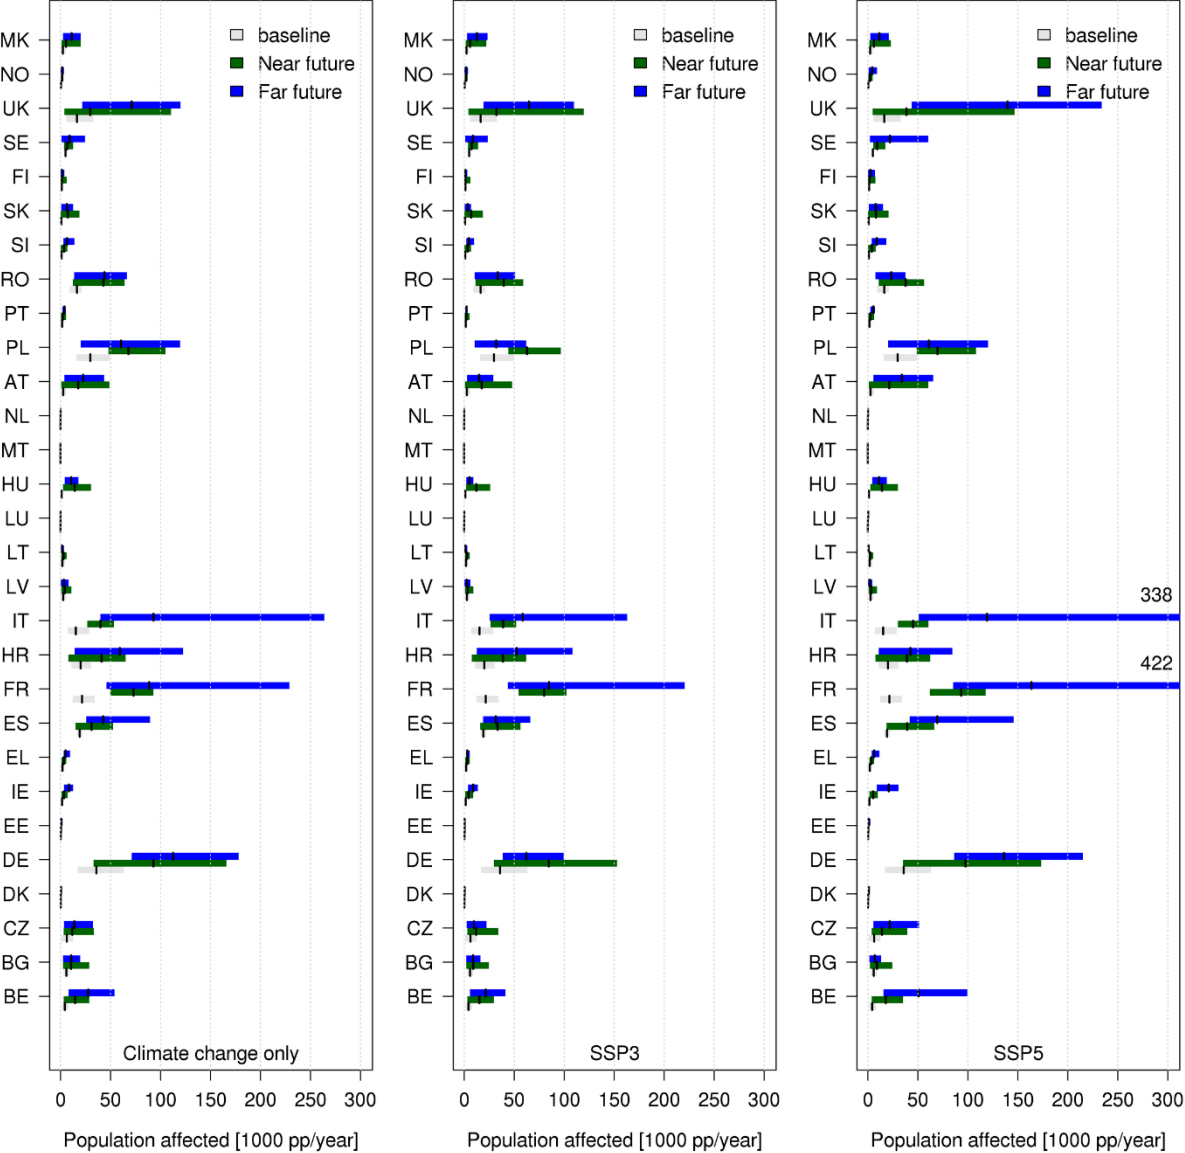 baseline
Near future
Far future
MK
NO
UK
SE
FI
SK
SI
RO
PT
PL
AT
NL
MT
HU
LU
LT
LV
IT
HR
FR
ES
EL
IE
EE
DE
DK
CZ
BG
BE
Climate change only
0 50 100 150 200 250 300
Population affected [1000 pp/year]
baseline
Near future
Far future
MK
NO
UK
SE
FI
SK
SI
RO
PT
PL
AT
NL
MT
HU
LU
LT
LV
IT
HR
FR
ES
EL
IE
EE
DE
DK
CZ
BG
BE
SSP3
0 50 100 150 200 250 300
Population affected [1000 pp/year]
baseline
Near future
Far future
MK
NO
UK
SE
FI
SK
SI
RO
PT
PL
AT
NL
MT
HU
LU
LT
LV
338
IT
HR
422
FR
ES
EL
IE
EE
DE
DK
CZ
BG
BE
SSP5
0 50 100 150 200 250 300
Population affected [1000 pp/year]